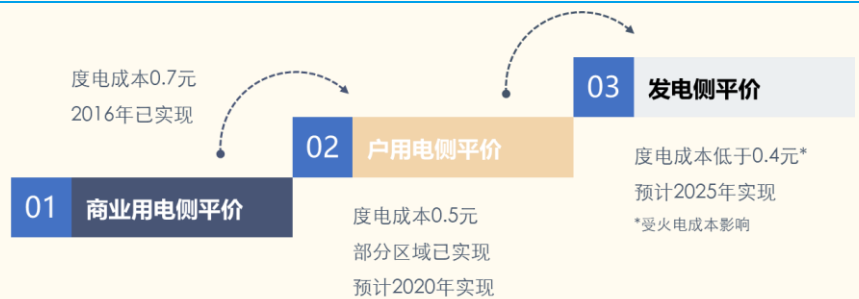 度电成本0.7元
2016年已实现
01 商业用电侧平价
02 户用电侧平价
度电成本0.5元
部分区域已实现
预计2020年实现
03 发电侧平价
度电成本低于0.4元*
预计2025年实现
*受火电成本影响